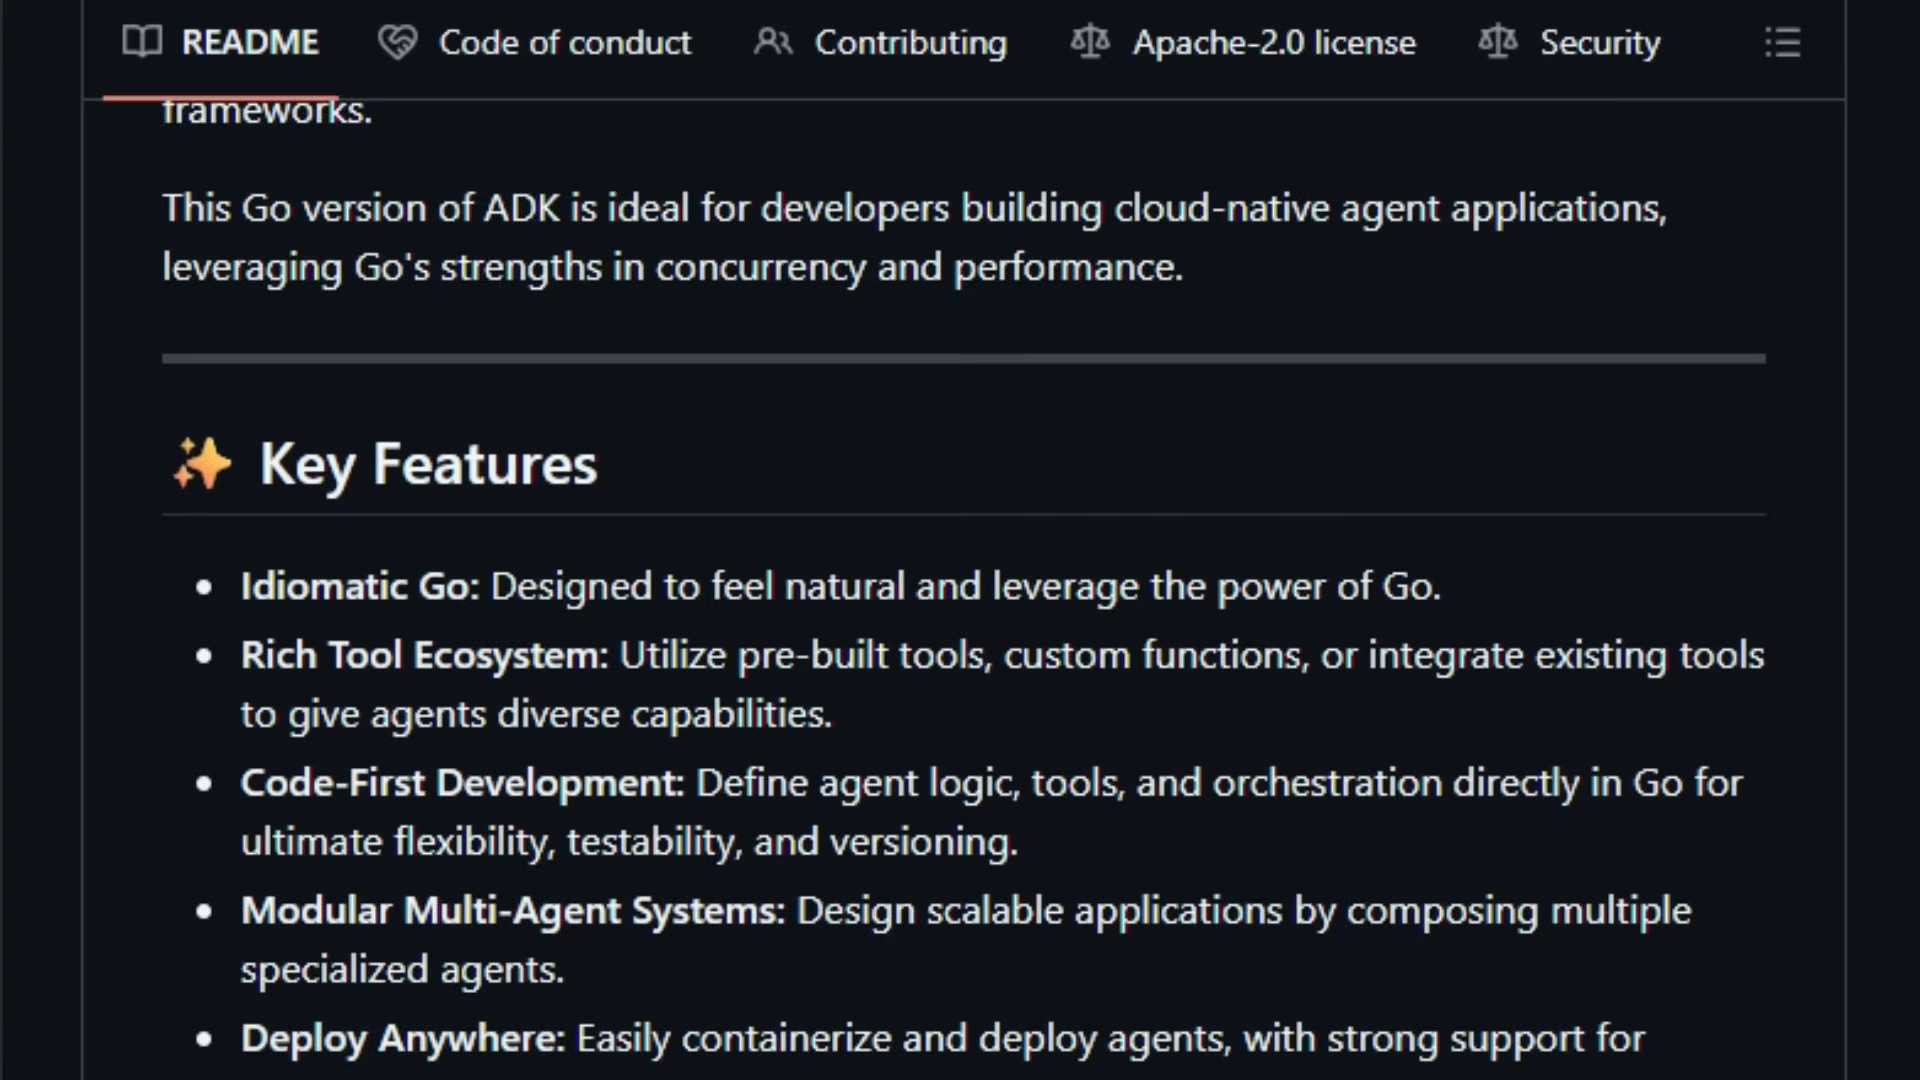 README Code of conduct Contributing Apache-2.0 license Security
frameworks.
This Go version of ADK is ideal for developers building cloud-native agent applications,
leveraging Go's strengths in concurrency and performance.
✨ Key Features
• Idiomatic Go: Designed to feel natural and leverage the power of Go.
• Rich Tool Ecosystem: Utilize pre-built tools, custom functions, or integrate existing tools
to give agents diverse capabilities.
• Code-First Development: Define agent logic, tools, and orchestration directly in Go for
ultimate flexibility, testability, and versioning.
• Modular Multi-Agent Systems: Design scalable applications by composing multiple
specialized agents.
• Deploy Anywhere: Easily containerize and deploy agents, with strong support for